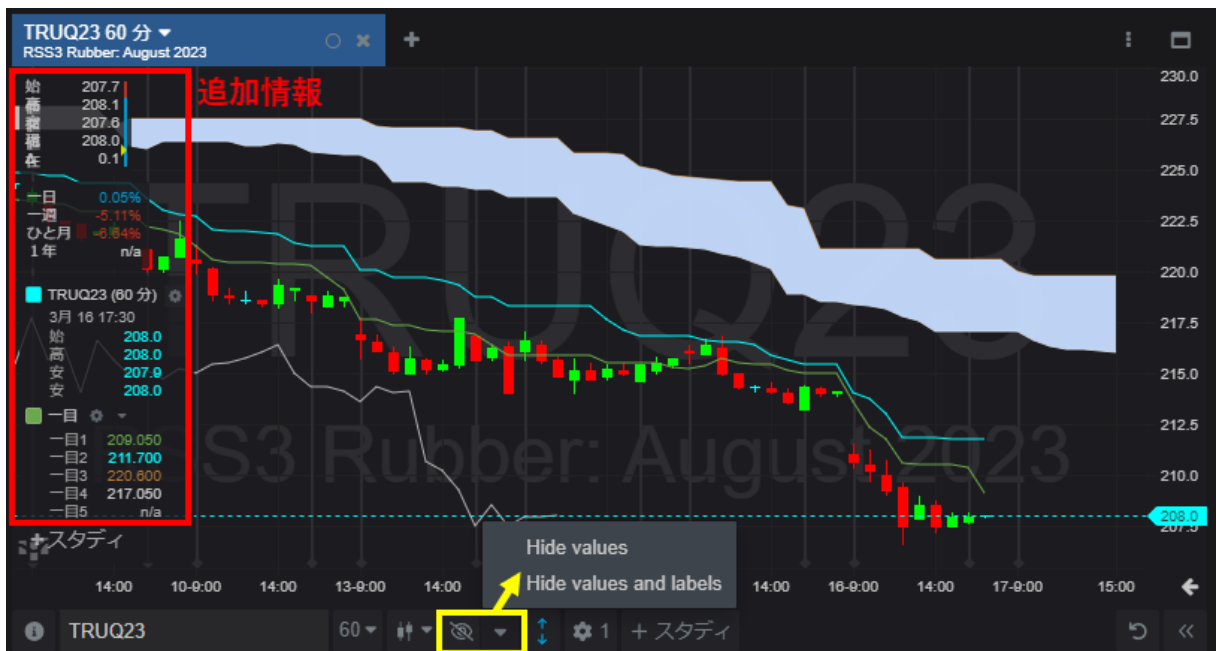 TRUQ23 60 分
RSS3 Rubber: August 2023
追加情報
始 207.7
高 208.1
207.6
208.0
在 0.1
一日 0.05%
一週 -5.11%
ひと月 -6.64%
1年 n/a
TRUQ23 (60 分)
3月 16 17:30
始 208.0
高 208.0
安 207.9
安 208.0
一目
一目1 209.050
一目2 211.700
一目3 220.600
一目4 217.050
一目5 n/a
+スタディ
TRUQ23
RSS3 Rubber: August 2023
230.0
227.5
225.0
222.5
220.0
217.5
215.0
212.5
210.0
208.0
207.5
Hide values
Hide values and labels
14:00 10-9:00 14:00 13-9:00 14:00 14:00 16-9:00 14:00 17-9:00 15:00
TRUQ23 60 1 + スタディ